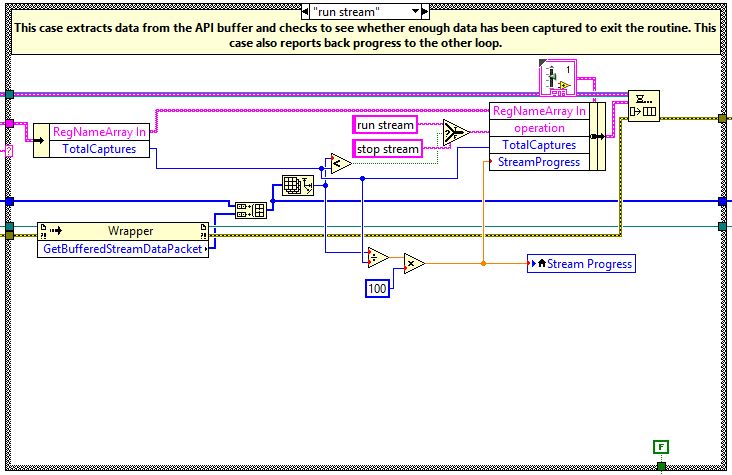 "run stream"
This case extracts data from the API buffer and checks to see whether enough data has been captured to exit the routine. This
case also reports back progress to the other loop.
1
RegNameArray In
operation
TotalCaptures
StreamProgress
RegNameArray In
TotalCaptures
run stream
stop stream
?
<
Wrapper
GetBufferedStreamDataPacket
÷
×
100
Stream Progress
F